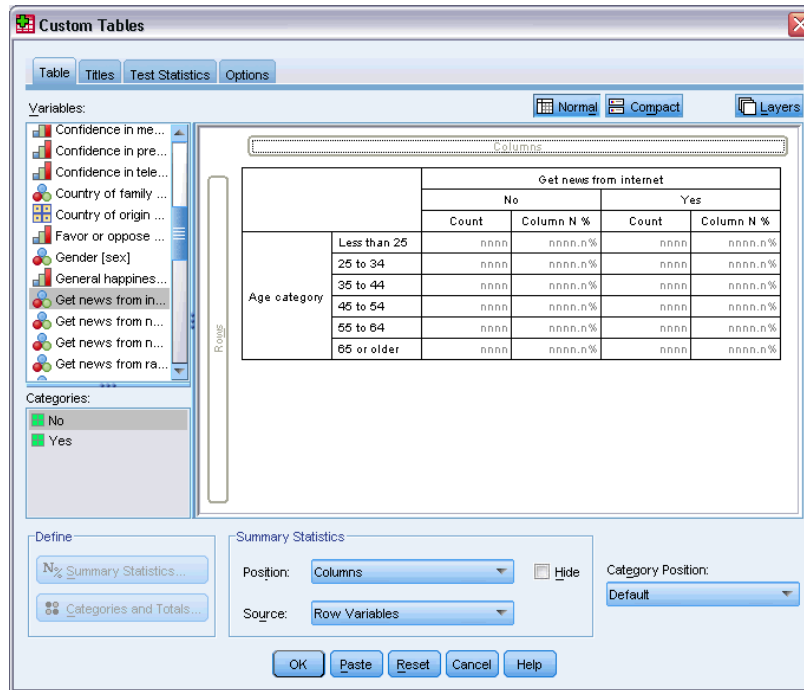 Custom Tables
Table Titles Test Statistics Options
Variables:
Normal Compact Layers
Confidence in me...
Confidence in pre...
Confidence in tele...
Country of family ...
Country of origin ...
Favor or oppose ...
Gender [sex]
General happines...
Get news from in...
Get news from n...
Get news from n...
Get news from ra...
Categories:
No
Yes
Columns
Rows
Get news from internet
No Yes
Count Column N % Count Column N %
Age category
Less than 25 nnnn nnnn.n% nnnn nnnn.n%
25 to 34 nnnn nnnn.n% nnnn nnnn.n%
35 to 44 nnnn nnnn.n% nnnn nnnn.n%
45 to 54 nnnn nnnn.n% nnnn nnnn.n%
55 to 64 nnnn nnnn.n% nnnn nnnn.n%
65 or older nnnn nnnn.n% nnnn nnnn.n%
Define
N% Summary Statistics...
Categories and Totals...
Summary Statistics
Position: Columns Hide
Source: Row Variables
Category Position:
Default
OK Paste Reset Cancel Help